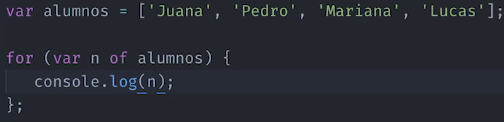 var alumnos = ['Juana', 'Pedro', 'Mariana', 'Lucas'];
for (var n of alumnos) {
console.log(n);
};